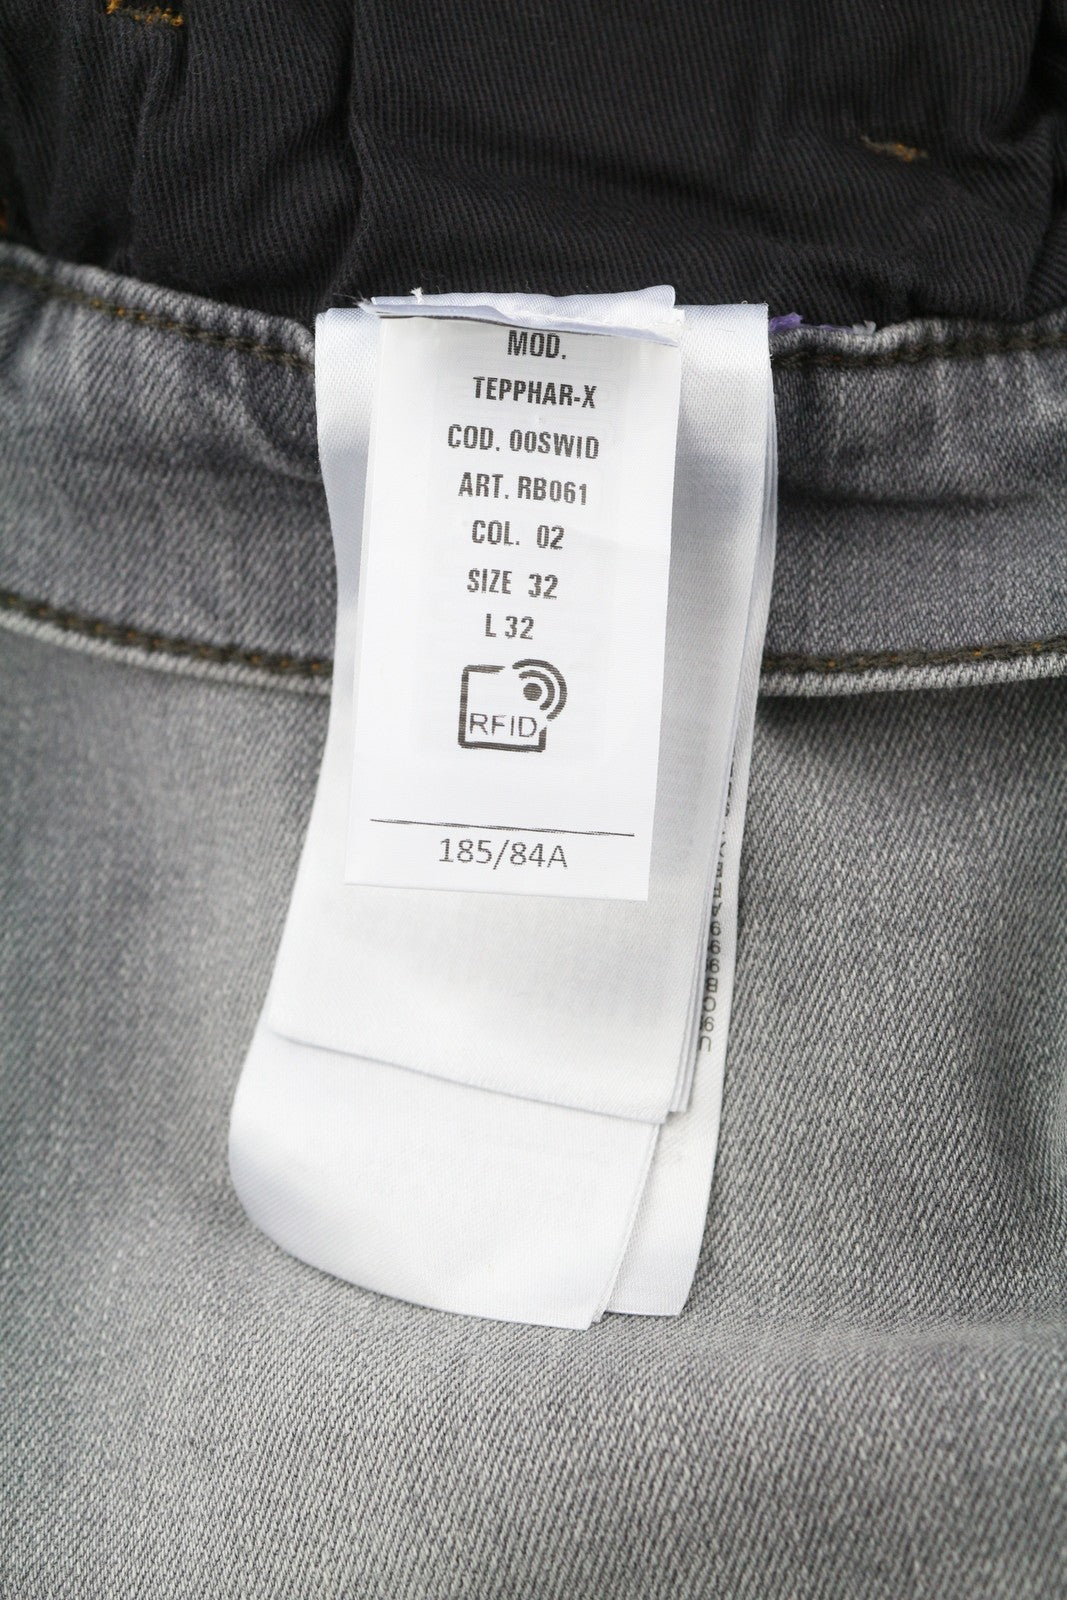 MOD.
TEPPHAR-X
COD. 00SWID
ART. RB061
COL. 02
SIZE 32
L 32
RFID
185/84A